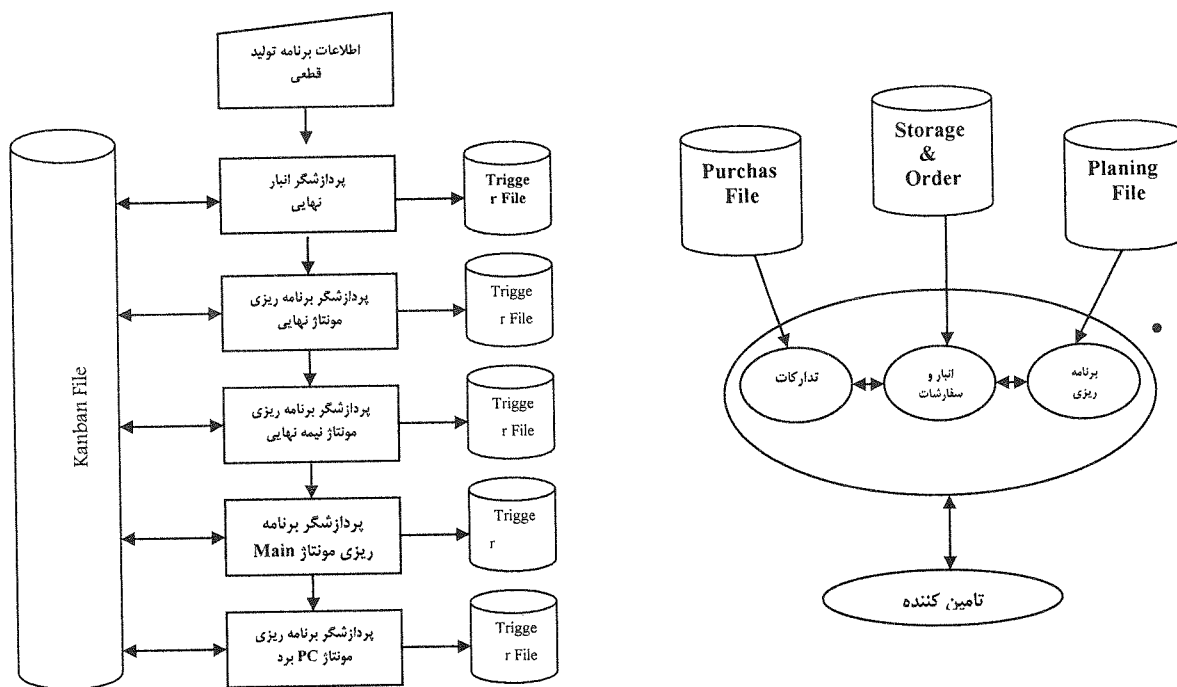 اطلاعات برنامه تولید
قطعی
Kanban File
پردازشگر انبار
نهایی
Trigge
r File
پردازشگر برنامه ریزی
مونتاژ نهایی
Trigge
r File
پردازشگر برنامه ریزی
مونتاژ نیمه نهایی
Trigge
r File
پردازشگر برنامه
ریزی مونتاژ Main
Trigge
r
پردازشگر برنامه ریزی
مونتاژ PC برد
Trigge
r File
Purchas
File
Storage
&
Order
Planing
File
تدارکات
انبار و
سفارشات
برنامه
ریزی
تامین کننده